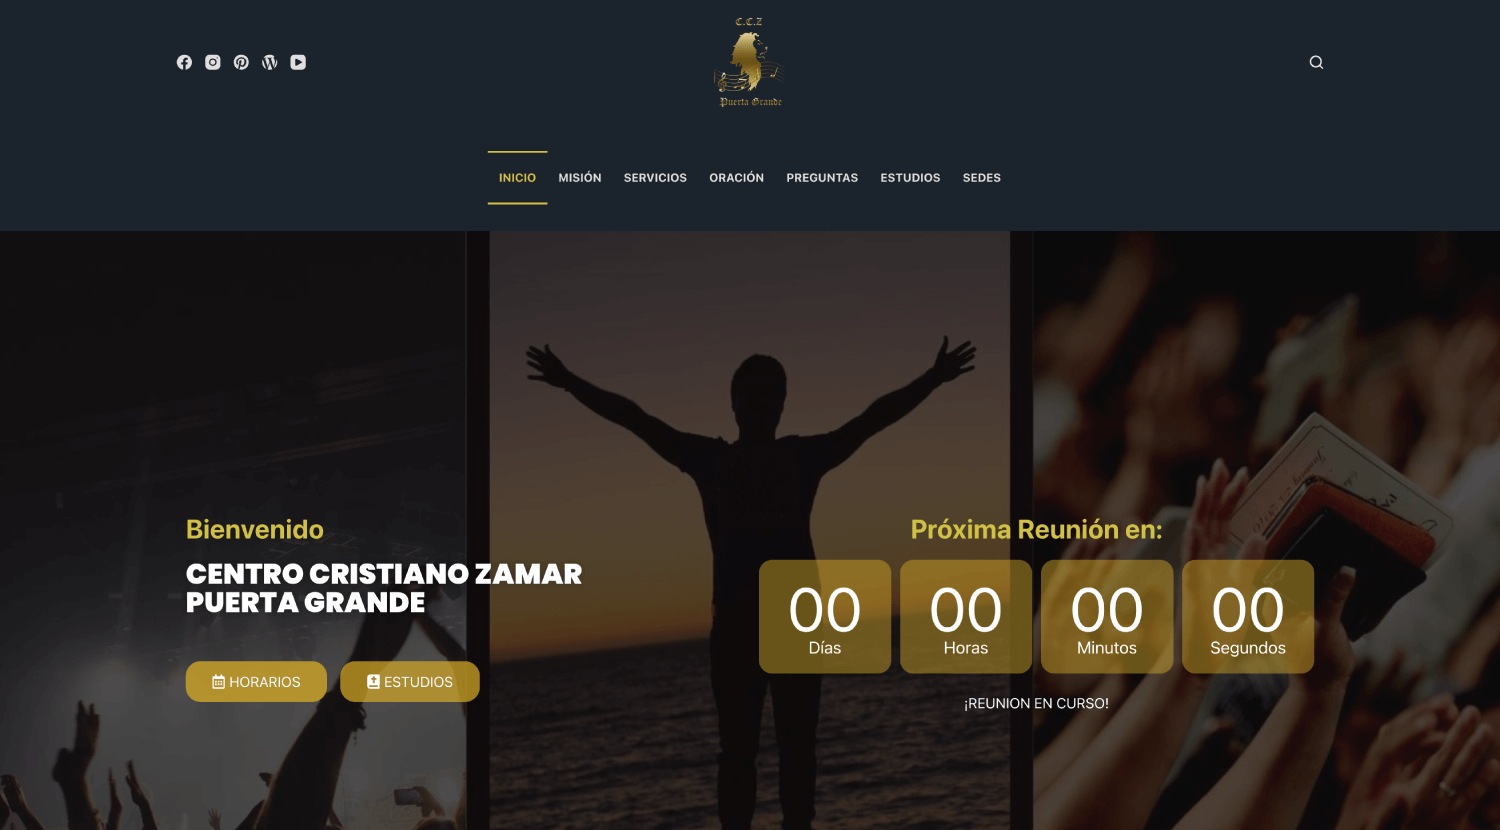 C.C.Z
Puerta Grande
INICIO
MISIÓN
SERVICIOS
ORACIÓN
PREGUNTAS
ESTUDIOS
SEDES
Bienvenido
CENTRO CRISTIANO ZAMAR
PUERTA GRANDE
HORARIOS
ESTUDIOS
Próxima Reunión en:
00
00
00
00
Días
Horas
Minutos
Segundos
¡REUNION EN CURSO!